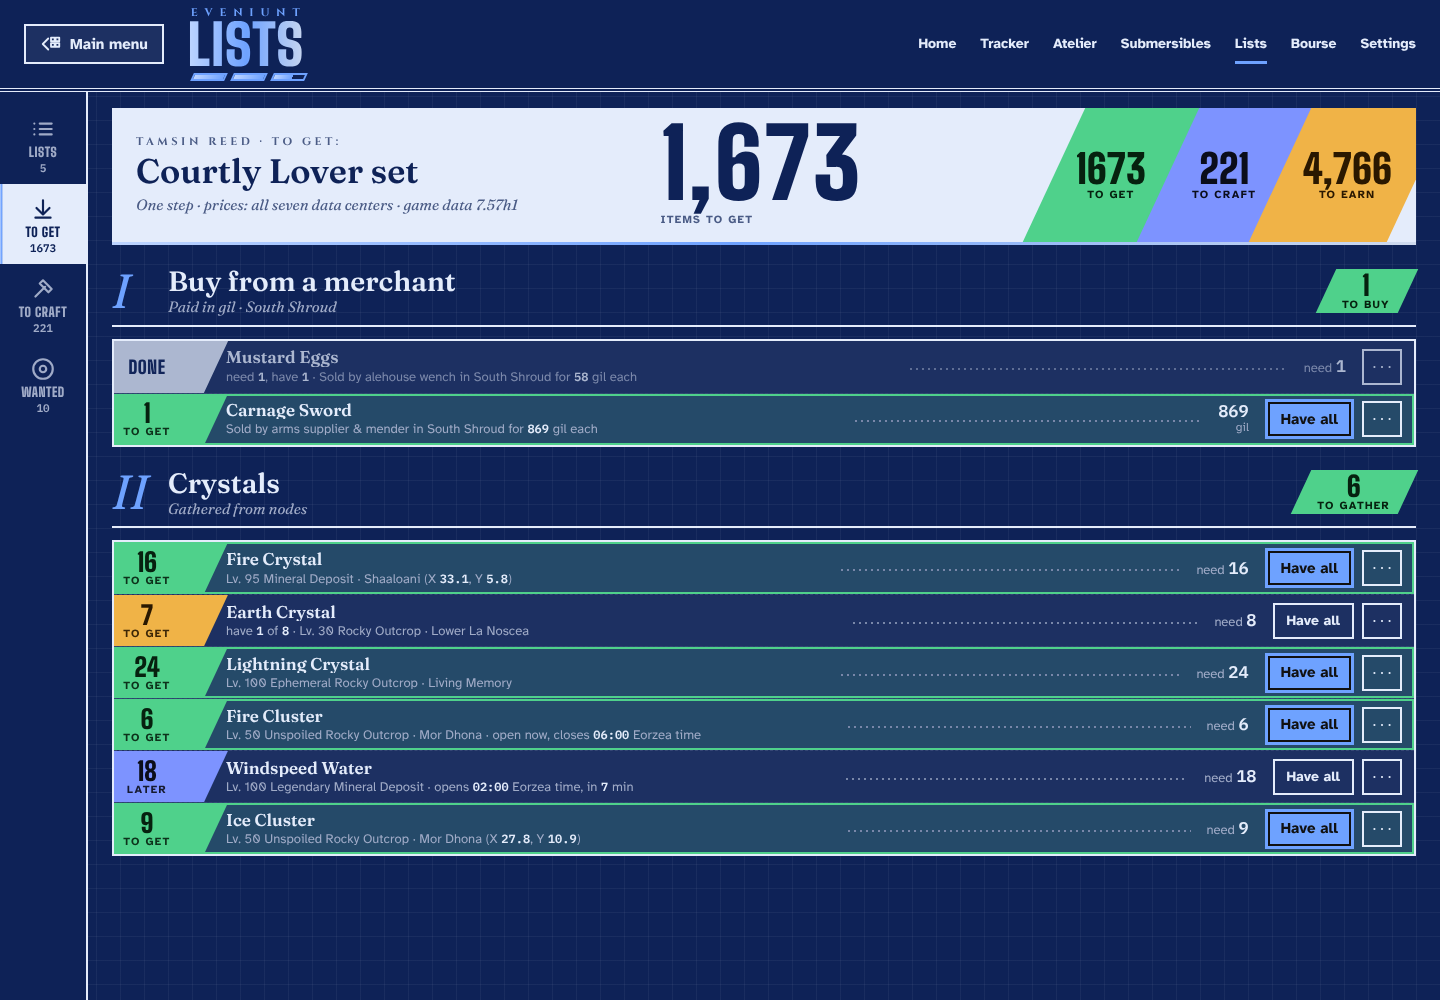 Main menu
EVENIUNT
LISTS
Home
Tracker
Atelier
Submersibles
Lists
Bourse
Settings
LISTS
5
TO GET
1673
TO CRAFT
221
WANTED
10
TAMSIN REED · TO GET:
Courtly Lover set
One step · prices: all seven data centers · game data 7.57h1
1,673
ITEMS TO GET
1673
TO GET
221
TO CRAFT
4,766
TO EARN
I
Buy from a merchant
Paid in gil · South Shroud
1
TO BUY
DONE
Mustard Eggs
need 1, have 1 · Sold by alehouse wench in South Shroud for 58 gil each
need 1
...
1
TO GET
Carnage Sword
Sold by arms supplier & mender in South Shroud for 869 gil each
869
gil
Have all
...
II
Crystals
Gathered from nodes
6
TO GATHER
16
TO GET
Fire Crystal
Lv. 95 Mineral Deposit · Shaaloani (X 33.1, Y 5.8)
need 16
Have all
...
7
TO GET
Earth Crystal
have 1 of 8 · Lv. 30 Rocky Outcrop · Lower La Noscea
need 8
Have all
...
24
TO GET
Lightning Crystal
Lv. 100 Ephemeral Rocky Outcrop · Living Memory
need 24
Have all
...
6
TO GET
Fire Cluster
Lv. 50 Unspoiled Rocky Outcrop · Mor Dhona · open now, closes 06:00 Eorzea time
need 6
Have all
...
18
LATER
Windspeed Water
Lv. 100 Legendary Mineral Deposit · opens 02:00 Eorzea time, in 7 min
need 18
Have all
...
9
TO GET
Ice Cluster
Lv. 50 Unspoiled Rocky Outcrop · Mor Dhona (X 27.8, Y 10.9)
need 9
Have all
...